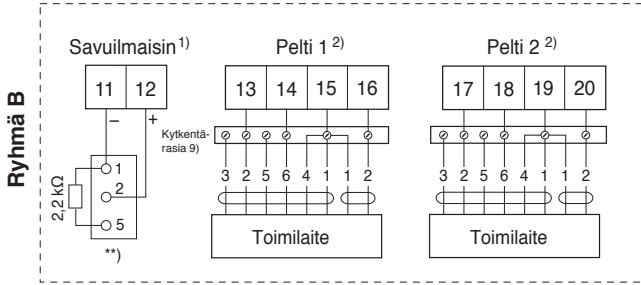 Ryhmä B
Savuilmaisin 1)
Pelti 1 2)
Pelti 2 2)
11 12
13 14 15 16
17 18 19 20
– +
Kytkentä-
rasia 9)
1
2
5
2,2 kΩ
**)
3 2 5 6 4 1 1 2
3 2 5 6 4 1 1 2
Toimilaite
Toimilaite